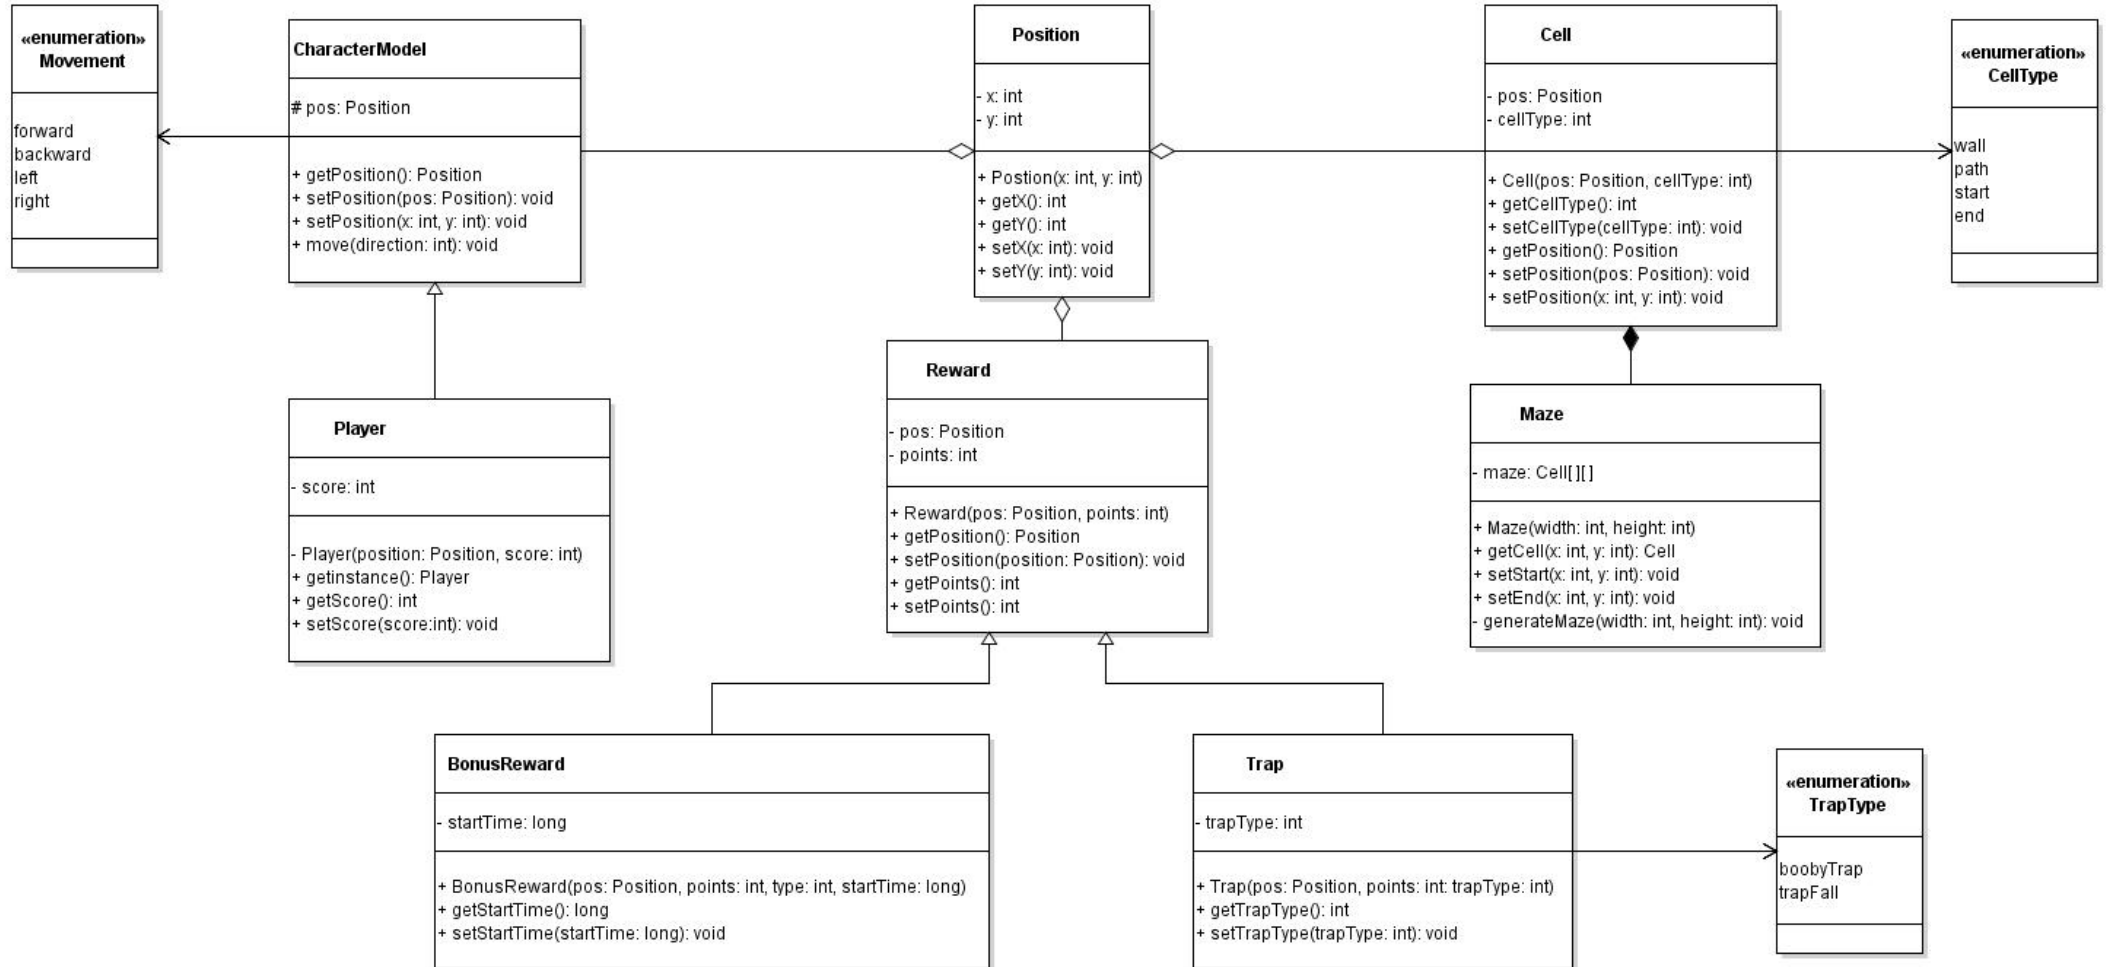 «enumeration»
Movement
forward
backward
left
right
CharacterModel
# pos: Position
+ getPosition(): Position
+ setPosition(pos: Position): void
+ setPosition(x: int, y: int): void
+ move(direction: int): void
Position
- x: int
- y: int
+ Postion(x: int, y: int)
+ getX(): int
+ getY(): int
+ setX(x: int): void
+ setY(y: int): void
Cell
- pos: Position
- cellType: int
+ Cell(pos: Position, cellType: int)
+ getCellType(): int
+ setCellType(cellType: int): void
+ getPosition(): Position
+ setPosition(pos: Position): void
+ setPosition(x: int, y: int): void
«enumeration»
CellType
wall
path
start
end
Player
- score: int
- Player(position: Position, score: int)
+ getinstance(): Player
+ getScore(): int
+ setScore(score:int): void
Reward
- pos: Position
- points: int
+ Reward(pos: Position, points: int)
+ getPosition(): Position
+ setPosition(position: Position): void
+ getPoints(): int
+ setPoints(): int
Maze
- maze: Cell[ ][ ]
+ Maze(width: int, height: int)
+ getCell(x: int, y: int): Cell
+ setStart(x: int, y: int): void
+ setEnd(x: int, y: int): void
- generateMaze(width: int, height: int): void
BonusReward
- startTime: long
+ BonusReward(pos: Position, points: int, type: int, startTime: long)
+ getStartTime(): long
+ setStartTime(startTime: long): void
Trap
- trapType: int
+ Trap(pos: Position, points: int: trapType: int)
+ getTrapType(): int
+ setTrapType(trapType: int): void
«enumeration»
TrapType
boobyTrap
trapFall